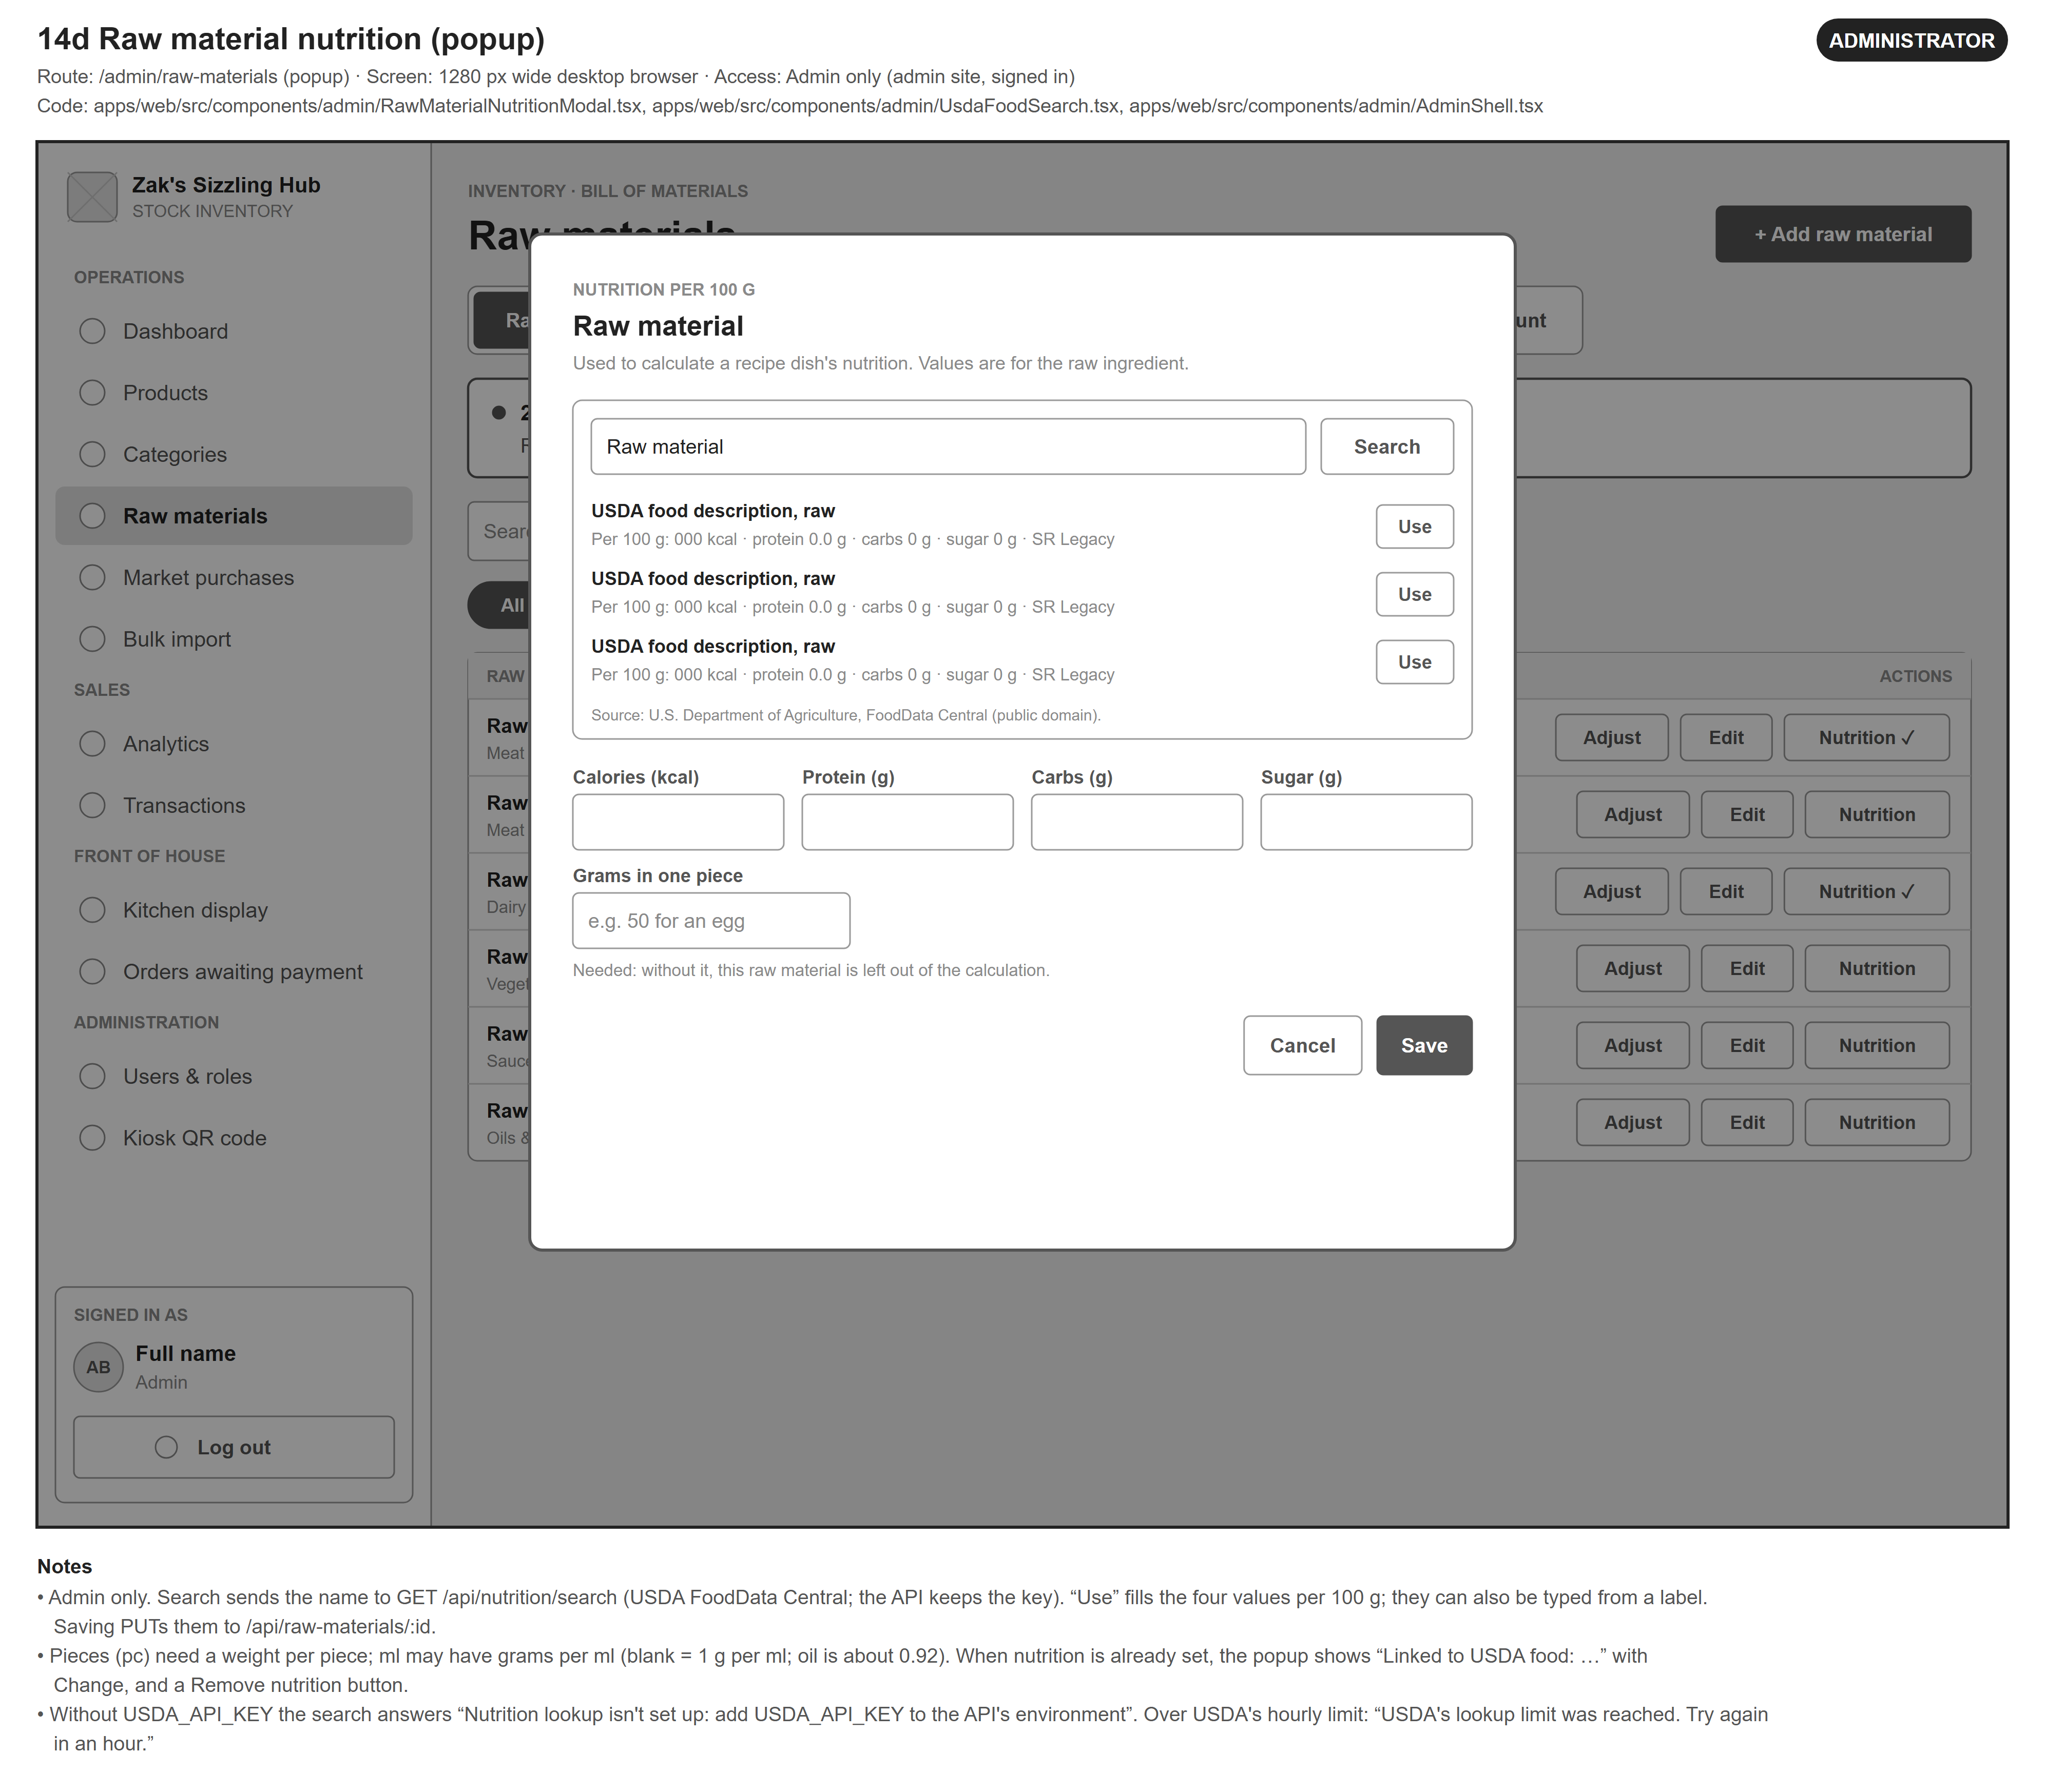 14d Raw material nutrition (popup)
ADMINISTRATOR
Route: /admin/raw-materials (popup) · Screen: 1280 px wide desktop browser · Access: Admin only (admin site, signed in)
Code: apps/web/src/components/admin/RawMaterialNutritionModal.tsx, apps/web/src/components/admin/UsdaFoodSearch.tsx, apps/web/src/components/admin/AdminShell.tsx
Zak's Sizzling Hub
STOCK INVENTORY
OPERATIONS
Dashboard
Products
Categories
Raw materials
Market purchases
Bulk import
SALES
Analytics
Transactions
FRONT OF HOUSE
Kitchen display
Orders awaiting payment
ADMINISTRATION
Users & roles
Kiosk QR code
SIGNED IN AS
AB
Full name
Admin
Log out
INVENTORY · BILL OF MATERIALS
Raw materials
+ Add raw material
All
RAW
ACTIONS
Raw
Meat
Adjust Edit Nutrition ✓
Raw
Meat
Adjust Edit Nutrition
Raw
Dairy
Adjust Edit Nutrition ✓
Raw
Adjust Edit Nutrition
Raw
Adjust Edit Nutrition
Raw
Oils &
Adjust Edit Nutrition
NUTRITION PER 100 G
Raw material
Used to calculate a recipe dish's nutrition. Values are for the raw ingredient.
Raw material
Search
USDA food description, raw
Per 100 g: 000 kcal · protein 0.0 g · carbs 0 g · sugar 0 g · SR Legacy
Use
USDA food description, raw
Per 100 g: 000 kcal · protein 0.0 g · carbs 0 g · sugar 0 g · SR Legacy
Use
USDA food description, raw
Per 100 g: 000 kcal · protein 0.0 g · carbs 0 g · sugar 0 g · SR Legacy
Use
Source: U.S. Department of Agriculture, FoodData Central (public domain).
Calories (kcal) Protein (g) Carbs (g) Sugar (g)
Grams in one piece
e.g. 50 for an egg
Needed: without it, this raw material is left out of the calculation.
Cancel Save
Notes
• Admin only. Search sends the name to GET /api/nutrition/search (USDA FoodData Central; the API keeps the key). “Use” fills the four values per 100 g; they can also be typed from a label.
Saving PUTs them to /api/raw-materials/:id.
• Pieces (pc) need a weight per piece; ml may have grams per ml (blank = 1 g per ml; oil is about 0.92). When nutrition is already set, the popup shows “Linked to USDA food: …” with
Change, and a Remove nutrition button.
• Without USDA_API_KEY the search answers “Nutrition lookup isn't set up: add USDA_API_KEY to the API's environment”. Over USDA's hourly limit: “USDA's lookup limit was reached. Try again
in an hour.”